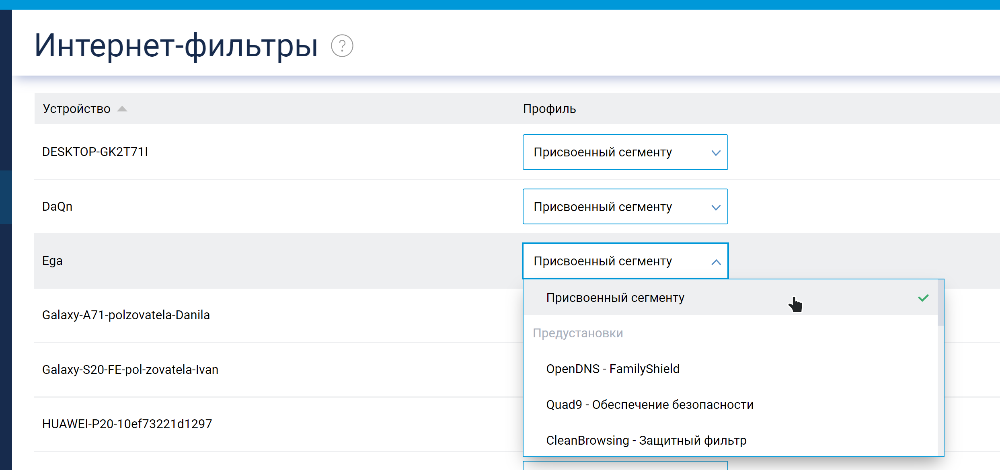 Интернет-фильтры ?
Устройство Профиль
DESKTOP-GK2T71I Присвоенный сегменту
DaQn Присвоенный сегменту
Ega Присвоенный сегменту
Присвоенный сегменту
Предустановки
OpenDNS - FamilyShield
Quad9 - Обеспечение безопасности
CleanBrowsing - Защитный фильтр
Galaxy-A71-polzovatela-Danila
Galaxy-S20-FE-pol-zovatela-Ivan
HUAWEI-P20-10ef73221d1297